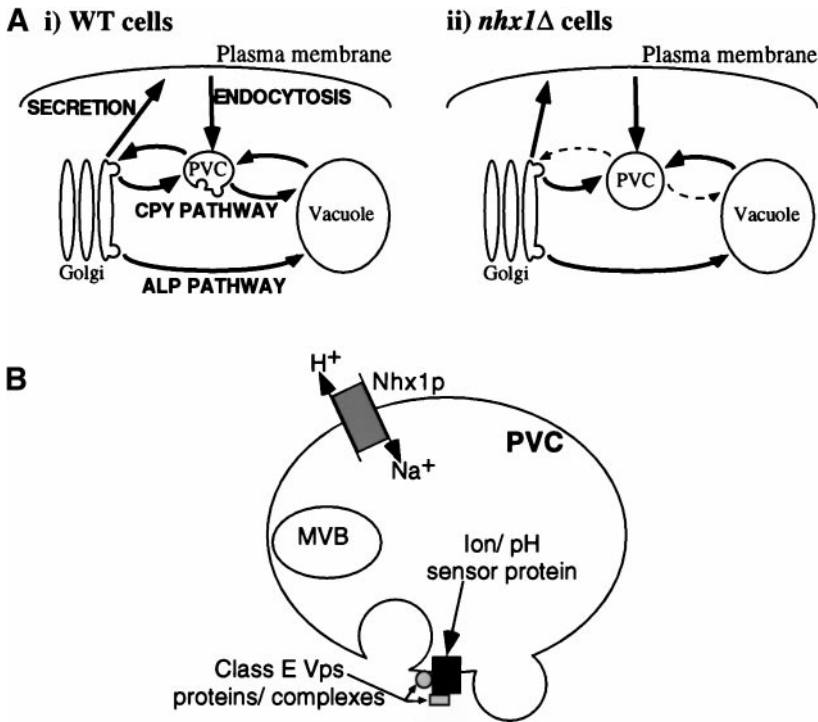 A i) WT cells
Plasma membrane
SECRETION
ENDOCYTOSIS
PVC
CPY PATHWAY
Vacuole
Golgi
ALP PATHWAY
ii) nhx1Δ cells
Plasma membrane
PVC
Vacuole
Golgi
B
H+
Nhx1p
Na+
PVC
MVB
Ion/ pH
sensor protein
Class E Vps
proteins/ complexes